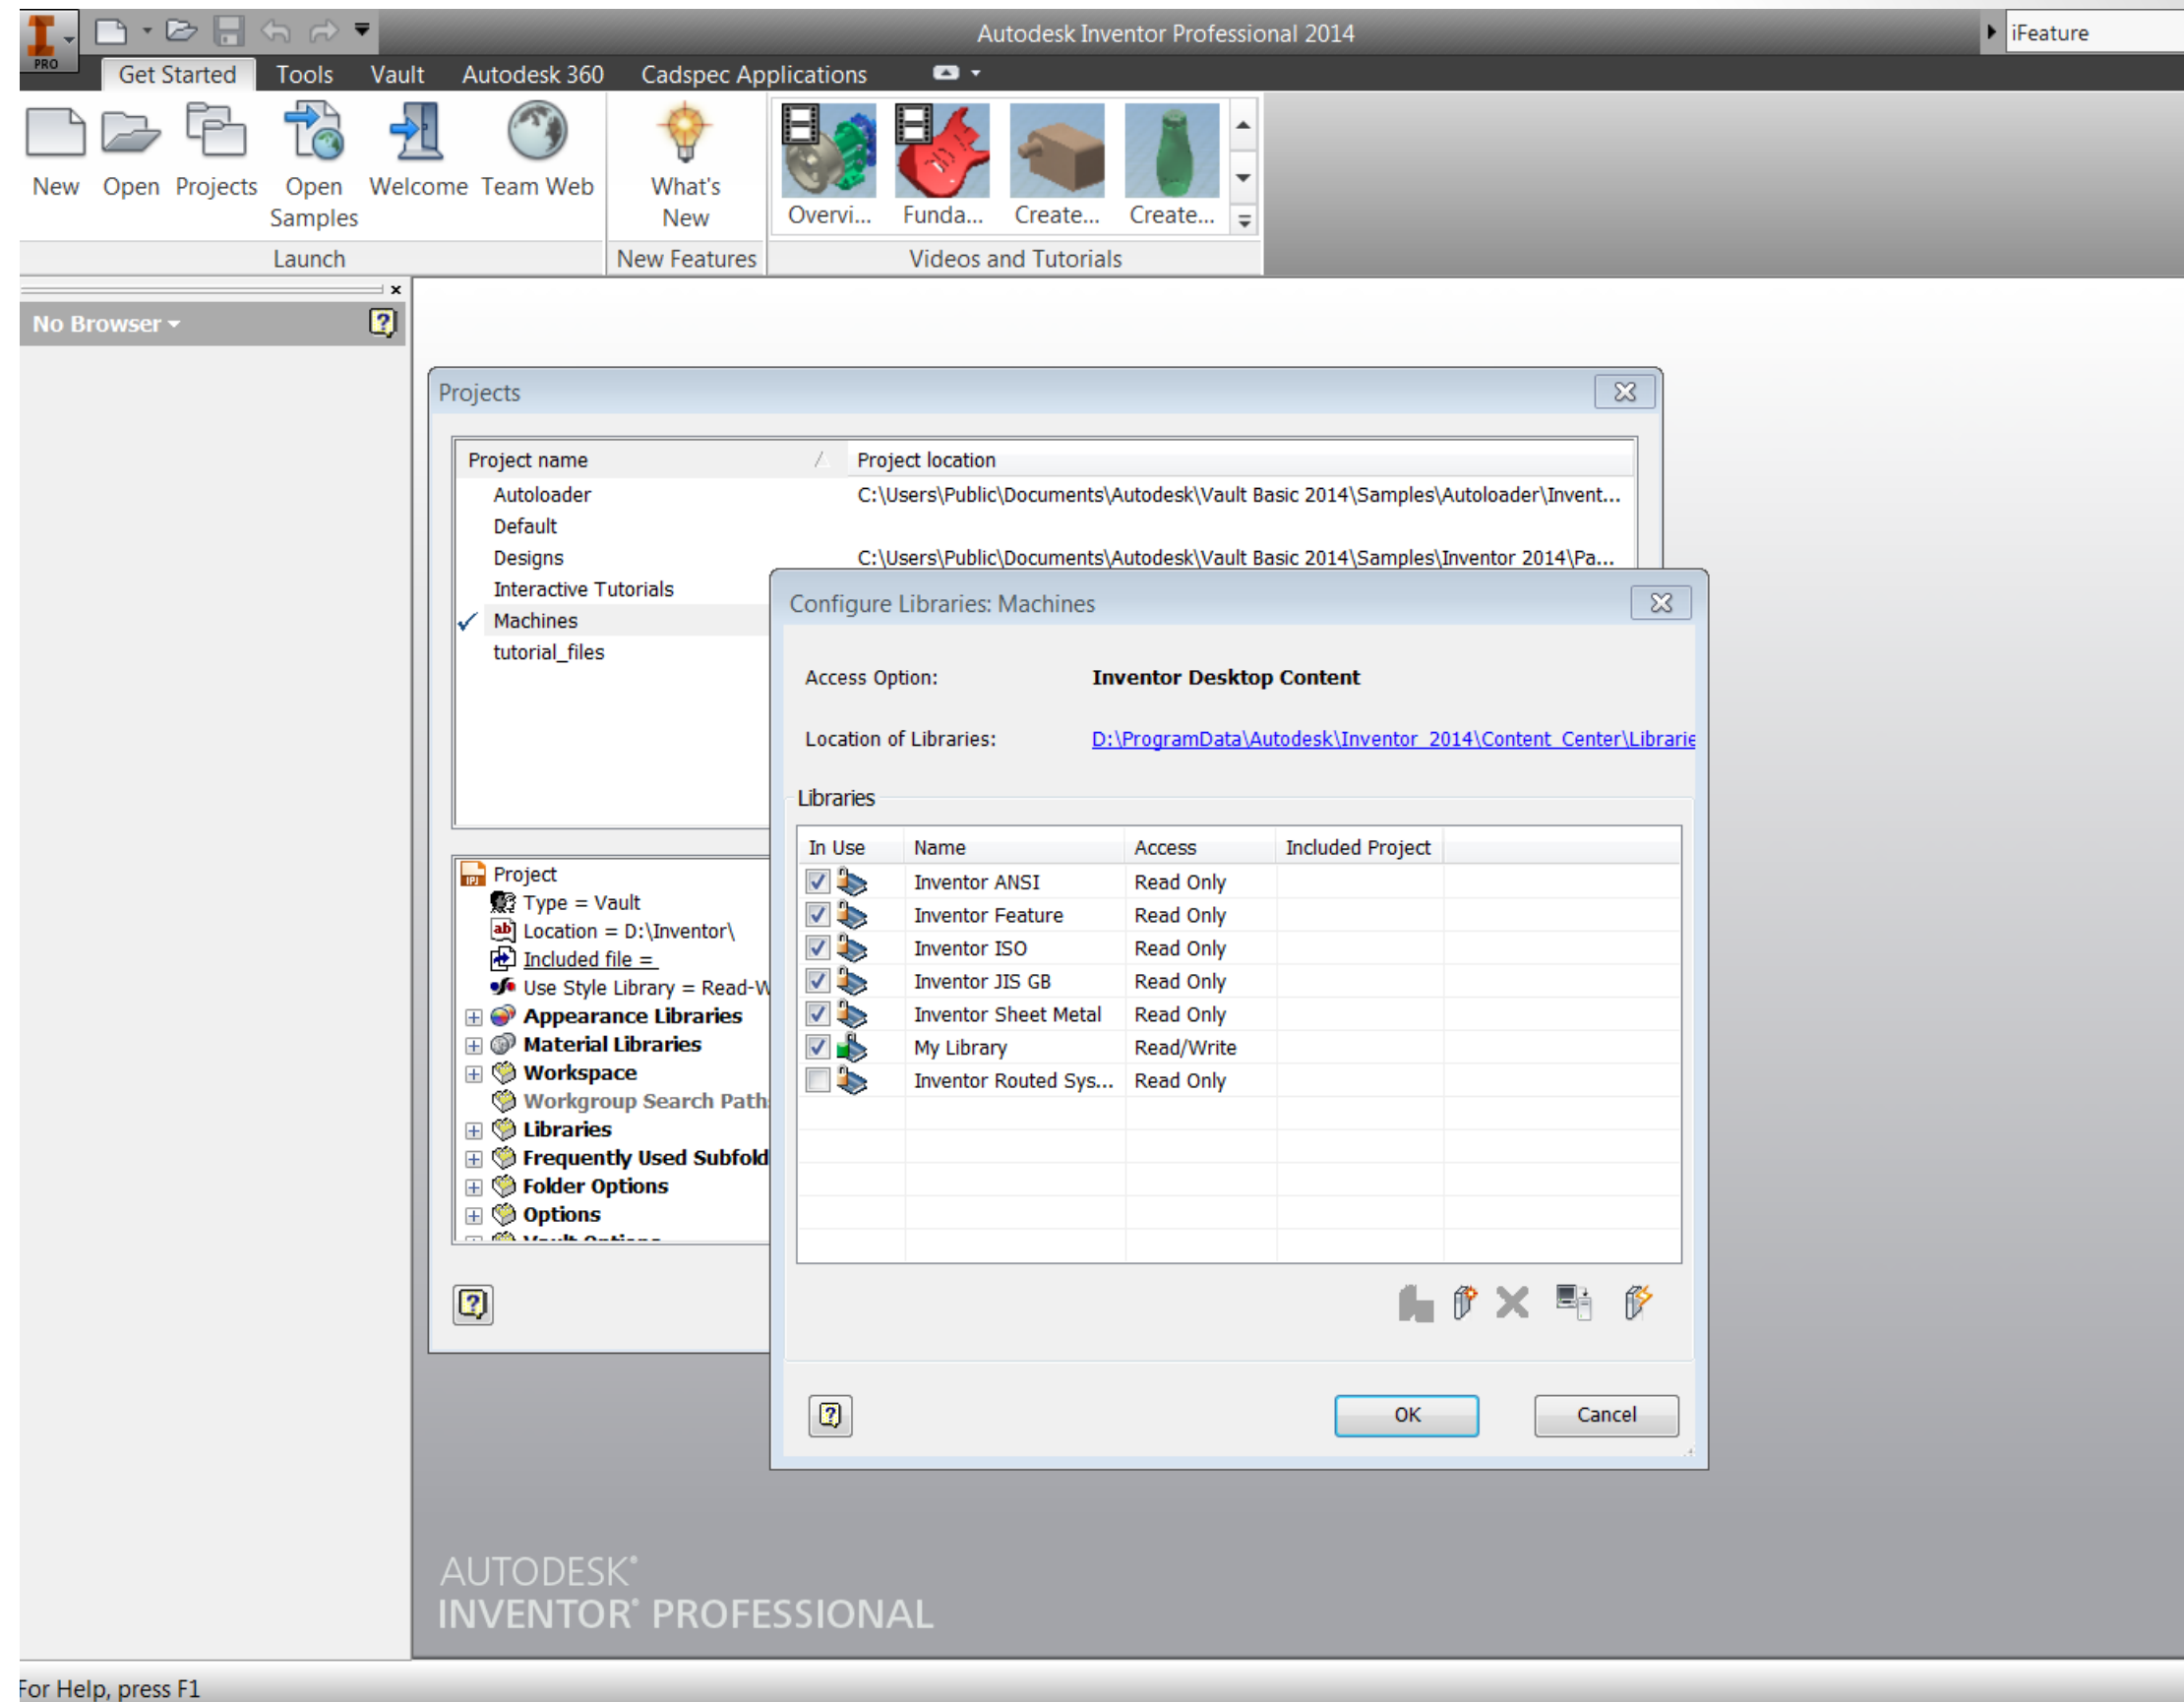 Autodesk Inventor Professional 2014
iFeature
PRO
Get Started Tools Vault Autodesk 360 Cadspec Applications
New Open Projects Open Samples Welcome Team Web What's New Overvi... Funda... Create... Create...
Launch New Features Videos and Tutorials
No Browser
Projects
Project name Project location
Autoloader C:\Users\Public\Documents\Autodesk\Vault Basic 2014\Samples\Autoloader\Invent...
Default
Designs C:\Users\Public\Documents\Autodesk\Vault Basic 2014\Samples\Inventor 2014\Pa...
Interactive Tutorials
Machines
tutorial_files
Project
Type = Vault
Location = D:\Inventor\
Included file =
Use Style Library = Read-W
Appearance Libraries
Material Libraries
Workspace
Workgroup Search Path
Libraries
Frequently Used Subfold
Folder Options
Options
Vault Options
Configure Libraries: Machines
Access Option: Inventor Desktop Content
Location of Libraries: D:\ProgramData\Autodesk\Inventor 2014\Content Center\Librarie
Libraries
In Use Name Access Included Project
Inventor ANSI Read Only
Inventor Feature Read Only
Inventor ISO Read Only
Inventor JIS GB Read Only
Inventor Sheet Metal Read Only
My Library Read/Write
Inventor Routed Sys... Read Only
OK Cancel
AUTODESK®
INVENTOR® PROFESSIONAL
For Help, press F1